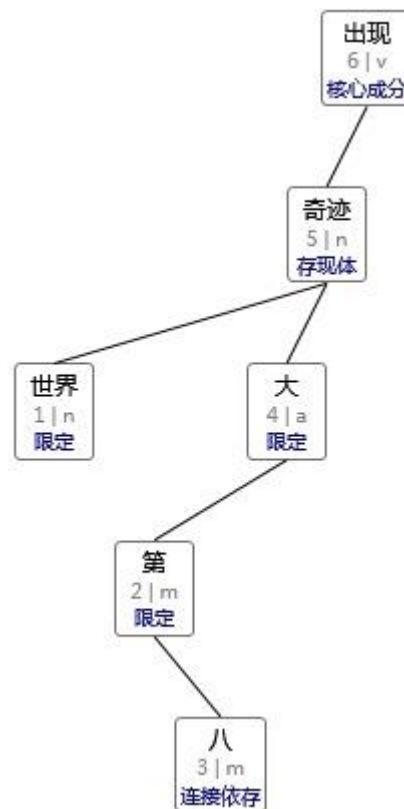 出现
6 | v
核心成分
奇迹
5 | n
存现体
世界
1 | n
限定
大
4 | a
限定
第
2 | m
限定
八
3 | m
连接依存